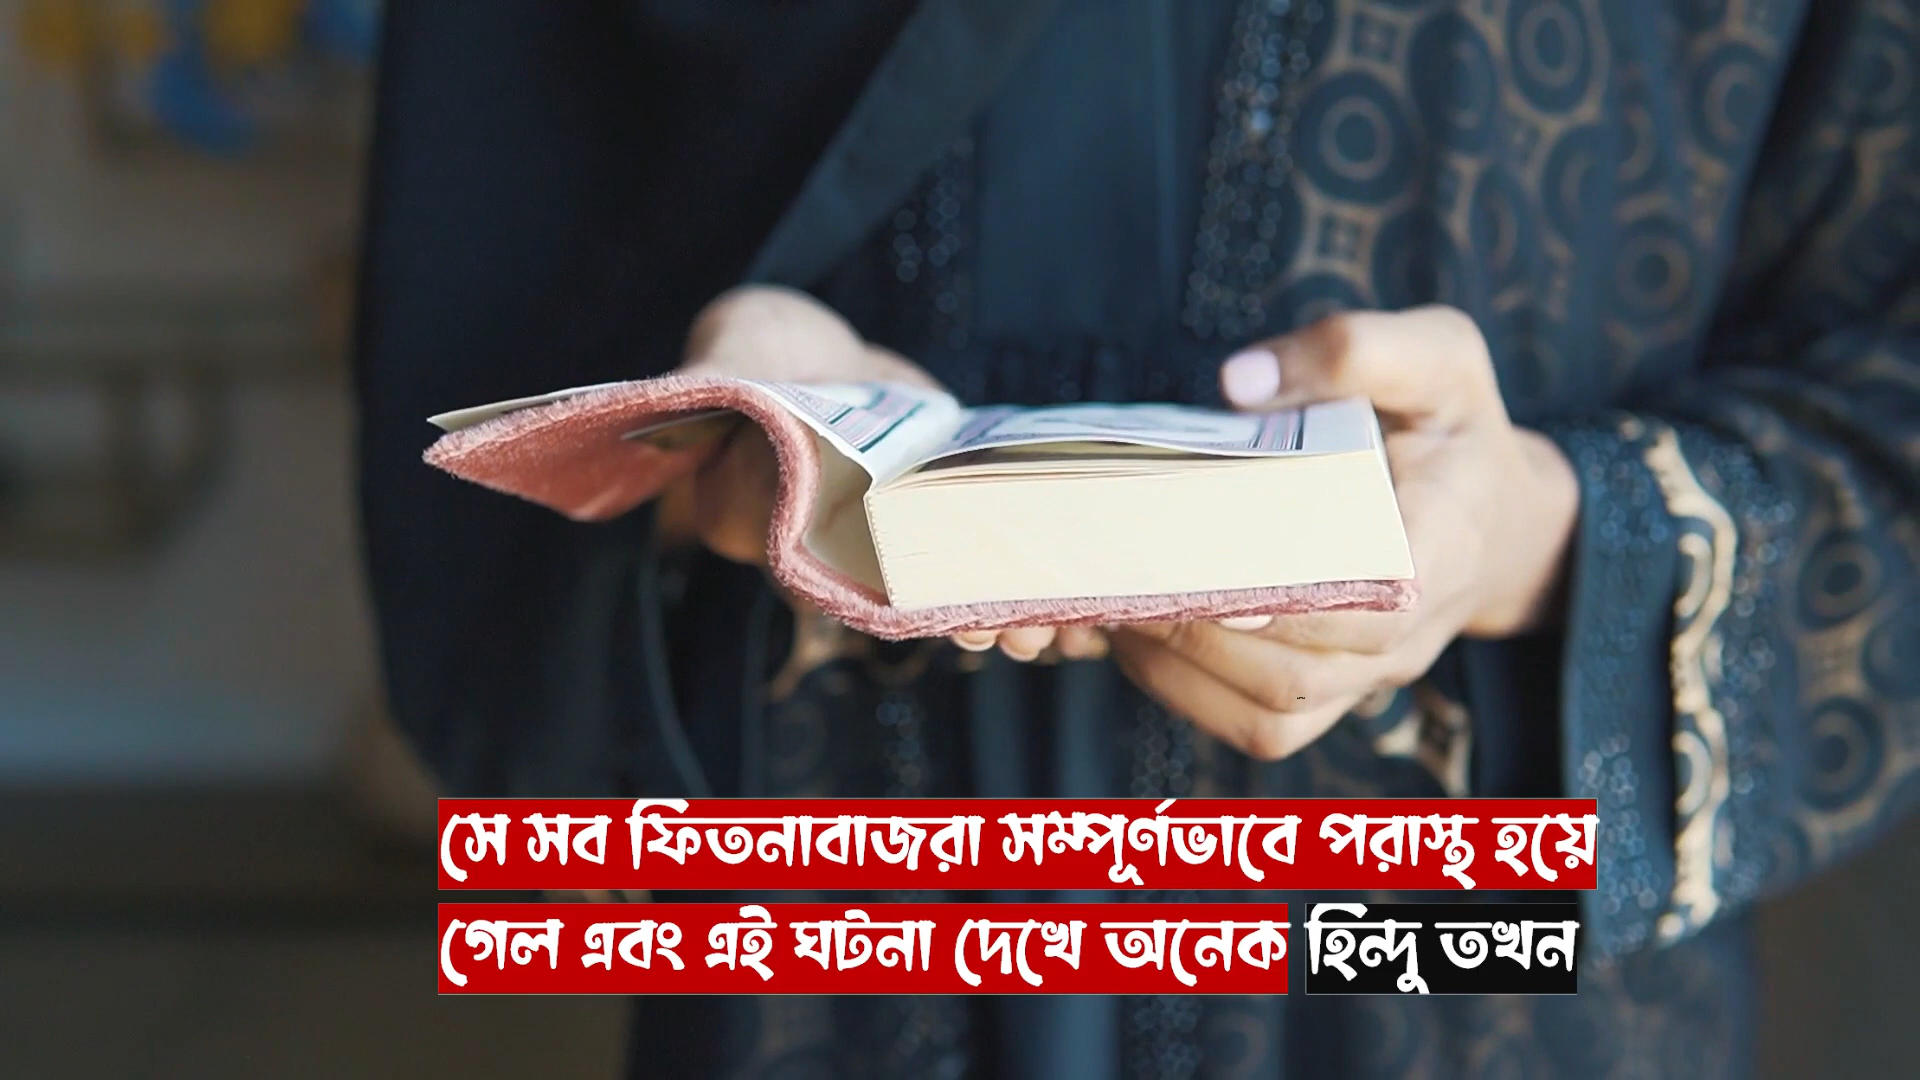 সে সব ফিতনাবাজরা সম্পূর্ণভাবে পরাস্থ হয়ে
গেল এবং এই ঘটনা দেখে অনেক হিন্দু তখন